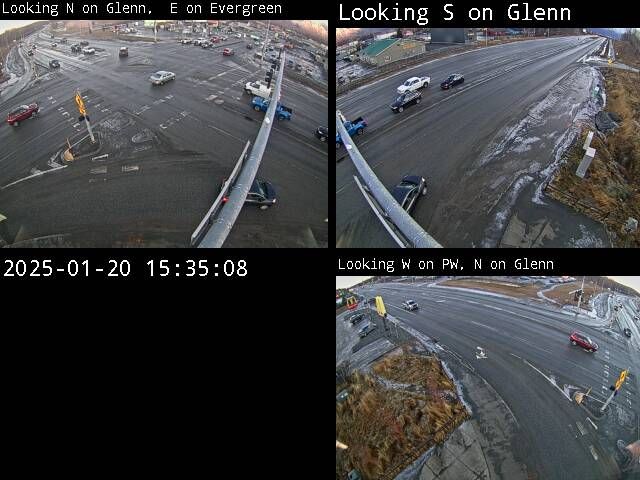 Looking N on Glenn,  E on Evergreen
Looking S on Glenn
2025-01-20 15:35:08
Looking W on PW, N on Glenn